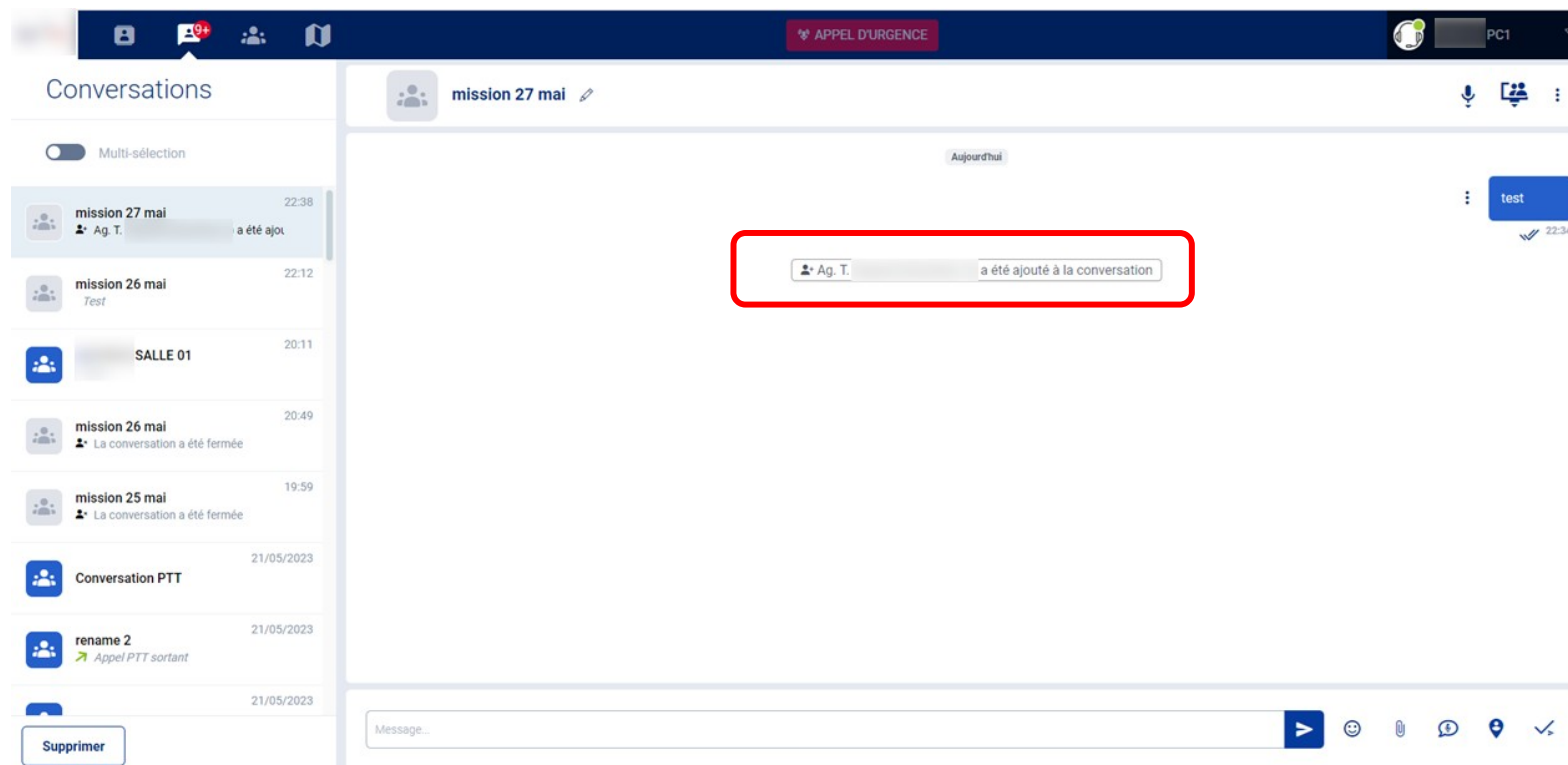 9+
APPEL D'URGENCE
PC1
Conversations
mission 27 mai
Multi-sélection
Aujourd'hui
22:38
mission 27 mai
Ag. T. a été ajou
test
22:34
Ag. T. a été ajouté à la conversation
22:12
mission 26 mai
Test
20:11
SALLE 01
20:49
mission 26 mai
La conversation a été fermée
19:59
mission 25 mai
La conversation a été fermée
21/05/2023
Conversation PTT
21/05/2023
rename 2
Appel PTT sortant
21/05/2023
Message...
Supprimer